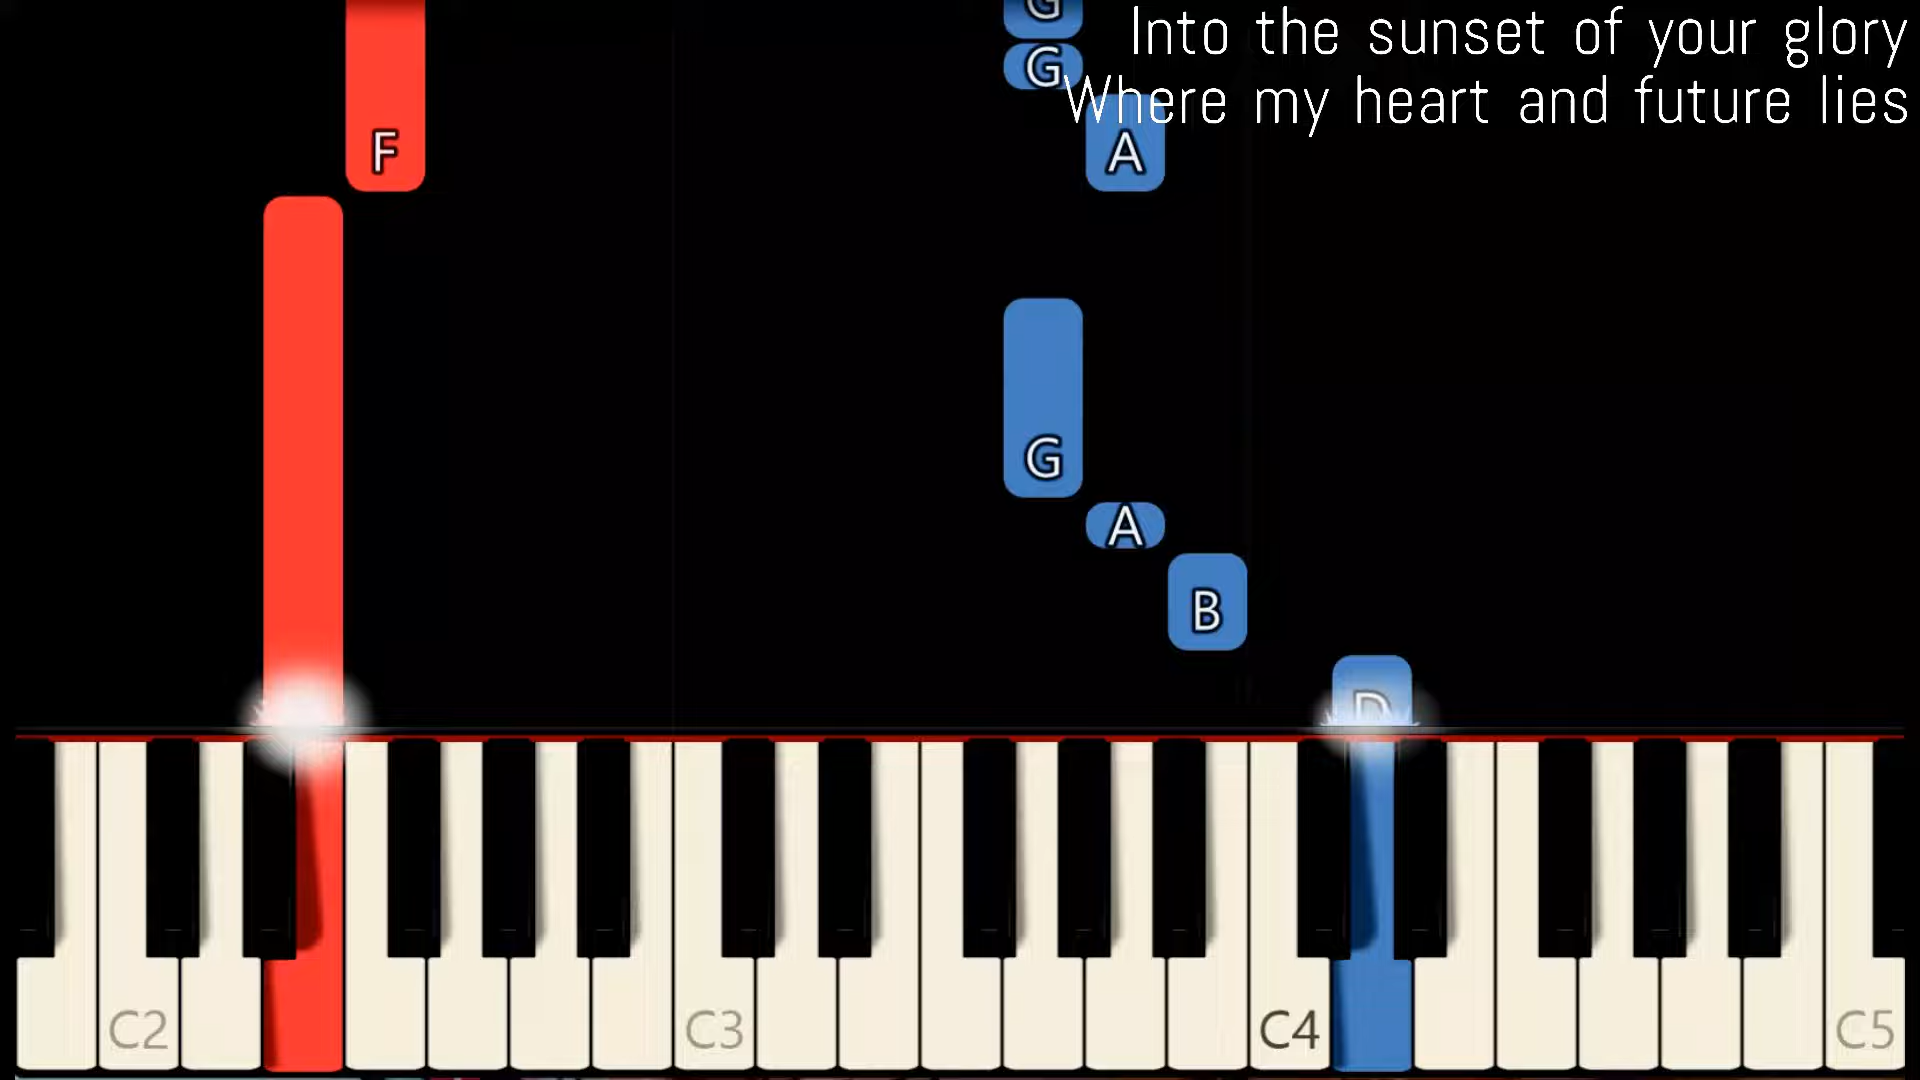 G
Into the sunset of your glory
G
Where my heart and future lies
F
A
G
A
B
D
C2
C3
C4
C5